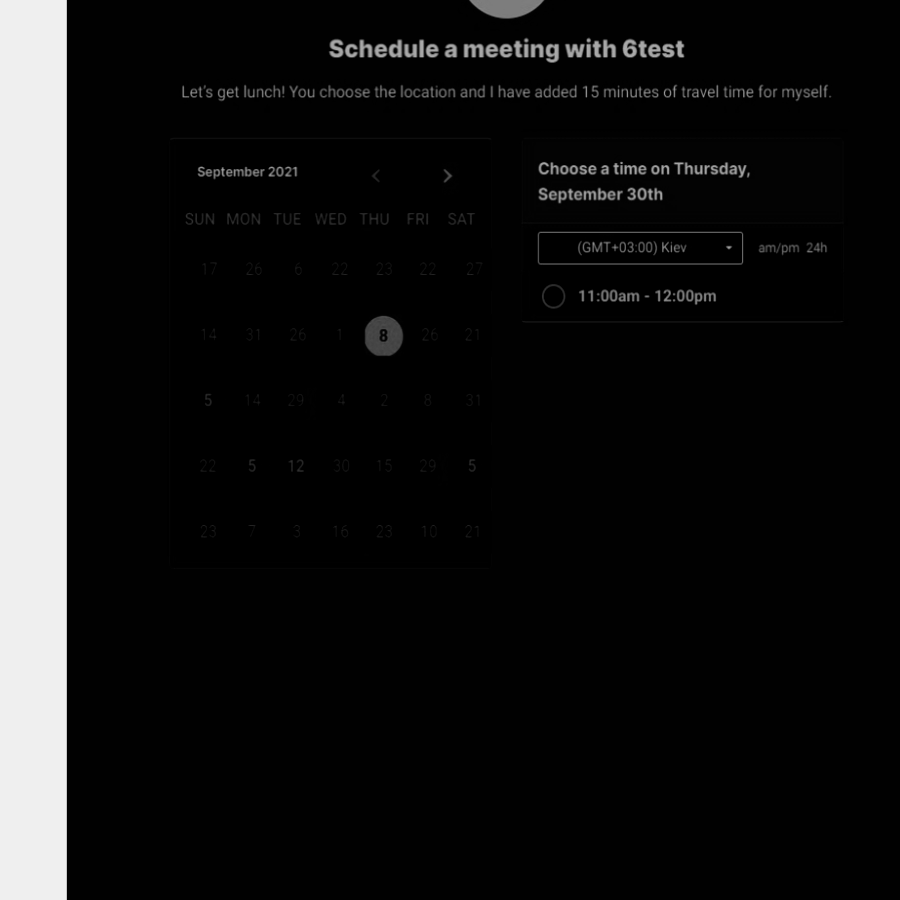 Schedule a meeting with 6test
Let's get lunch! You choose the location and I have added 15 minutes of travel time for myself.
September 2021
SUN MON TUE WED THU FRI SAT
17 26 6 22 23 22 27
14 31 26 1 8 26 21
5 14 29 4 2 8 31
22 5 12 30 15 29 5
23 7 3 16 23 10 21
Choose a time on Thursday,
September 30th
(GMT+03:00) Kiev am/pm 24h
11:00am - 12:00pm